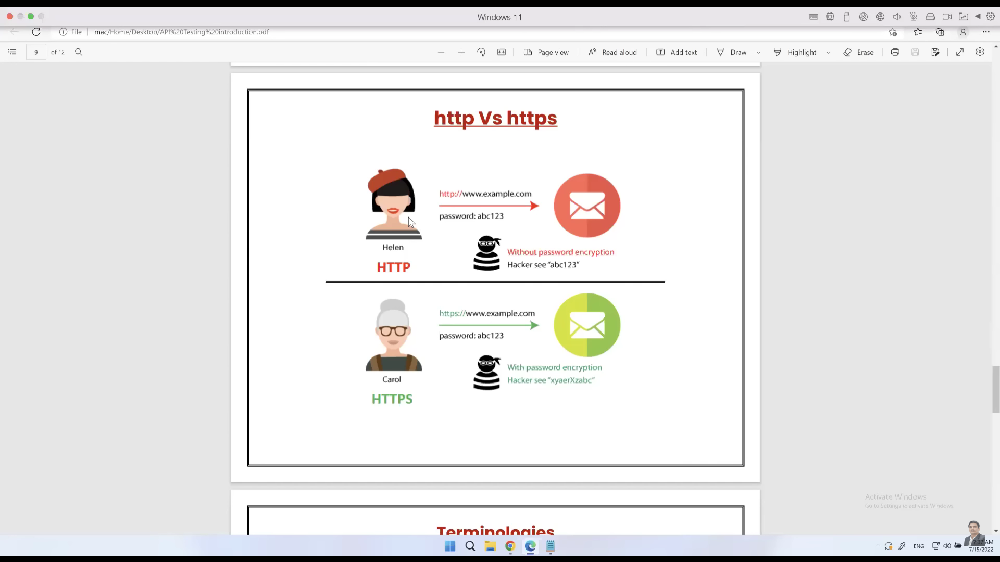 Windows 11
File
mac/Home/Desktop/API%20Testing%20introduction.pdf
9 of 12
Page view
Read aloud
Add text
Draw
Highlight
Erase
http Vs https
http://www.example.com
password: abc123
Helen
HTTP
Without password encryption
Hacker see “abc123”
https://www.example.com
password: abc123
Carol
HTTPS
With password encryption
Hacker see “xyaerXzabc”
Activate Windows
Go to Settings to activate Windows.
Terminologies
ENG
7:37 AM
7/15/2022